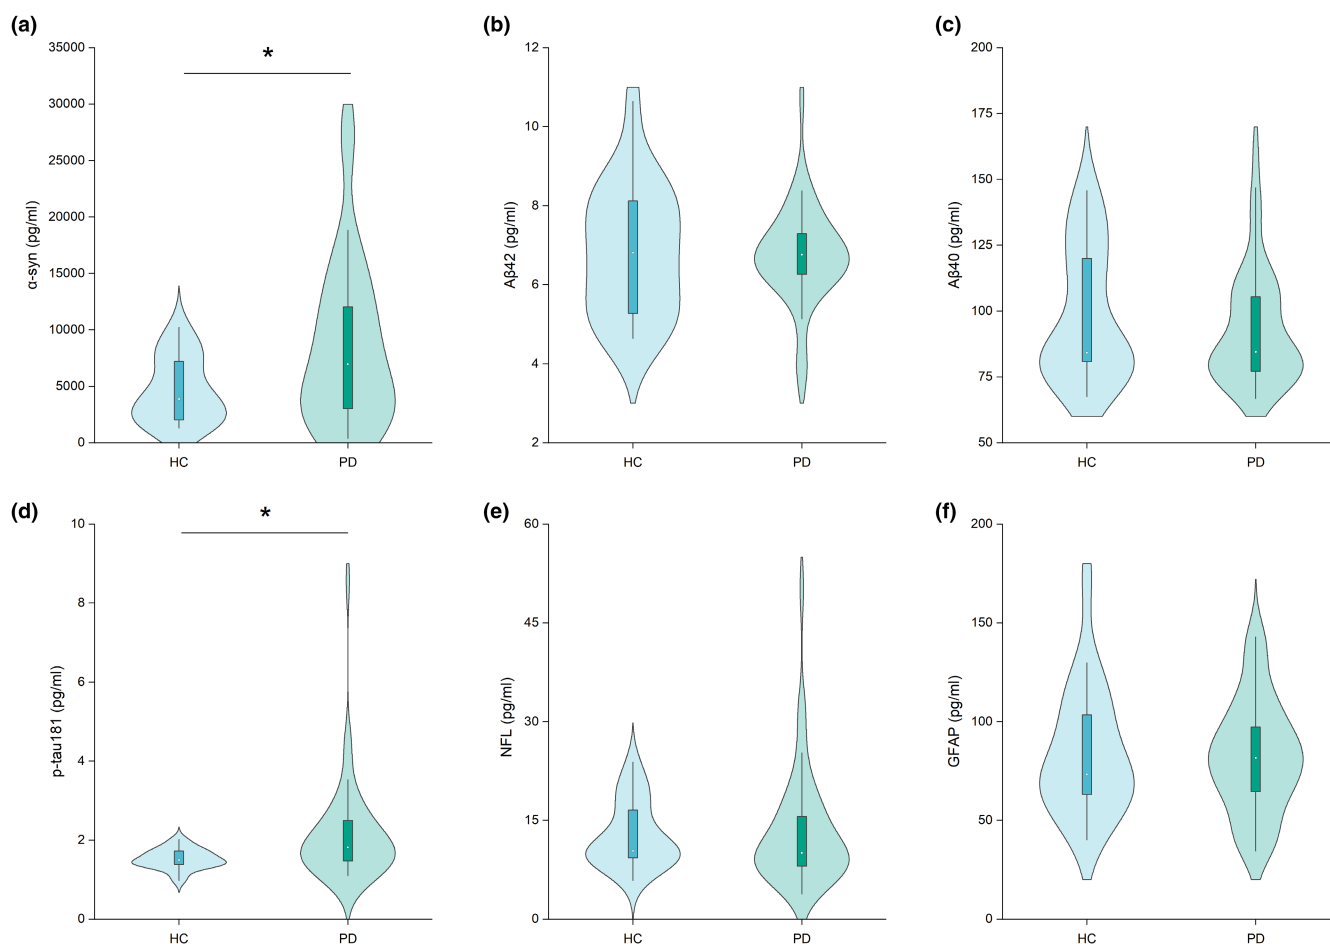 (a)
35000
30000
25000
20000
15000
10000
5000
0
α-syn (pg/ml)
*
HC
PD
(b)
12
10
8
6
4
2
Aβ42 (pg/ml)
HC
PD
(c)
200
175
150
125
100
75
50
Aβ40 (pg/ml)
HC
PD
(d)
10
8
6
4
2
0
p-tau181 (pg/ml)
*
HC
PD
(e)
60
45
30
15
0
NFL (pg/ml)
HC
PD
(f)
200
150
100
50
0
GFAP (pg/ml)
HC
PD